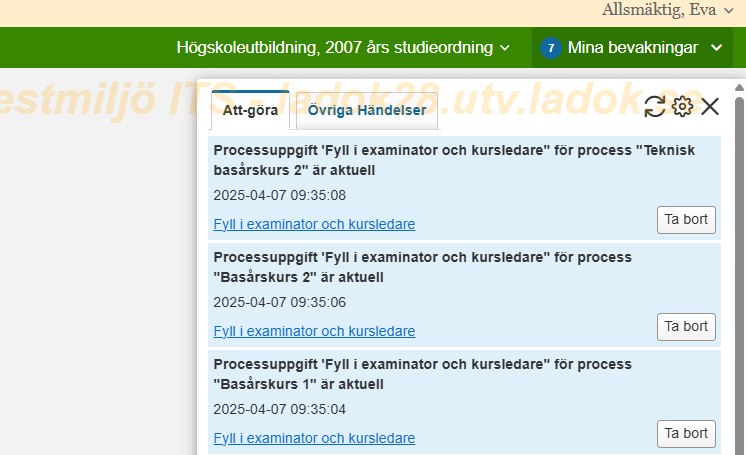 Allsmäktig, Eva
Högskoleutbildning, 2007 års studieordning
7 Mina bevakningar
estmiljö ITS - ladok28.utv.ladok.se
Att-göra
Övriga Händelser
Processuppgift 'Fyll i examinator och kursledare" för process "Teknisk
basårskurs 2" är aktuell
2025-04-07 09:35:08
Fyll i examinator och kursledare
Ta bort
Processuppgift 'Fyll i examinator och kursledare" för process
"Basårskurs 2" är aktuell
2025-04-07 09:35:06
Fyll i examinator och kursledare
Ta bort
Processuppgift 'Fyll i examinator och kursledare" för process
"Basårskurs 1" är aktuell
2025-04-07 09:35:04
Fyll i examinator och kursledare
Ta bort